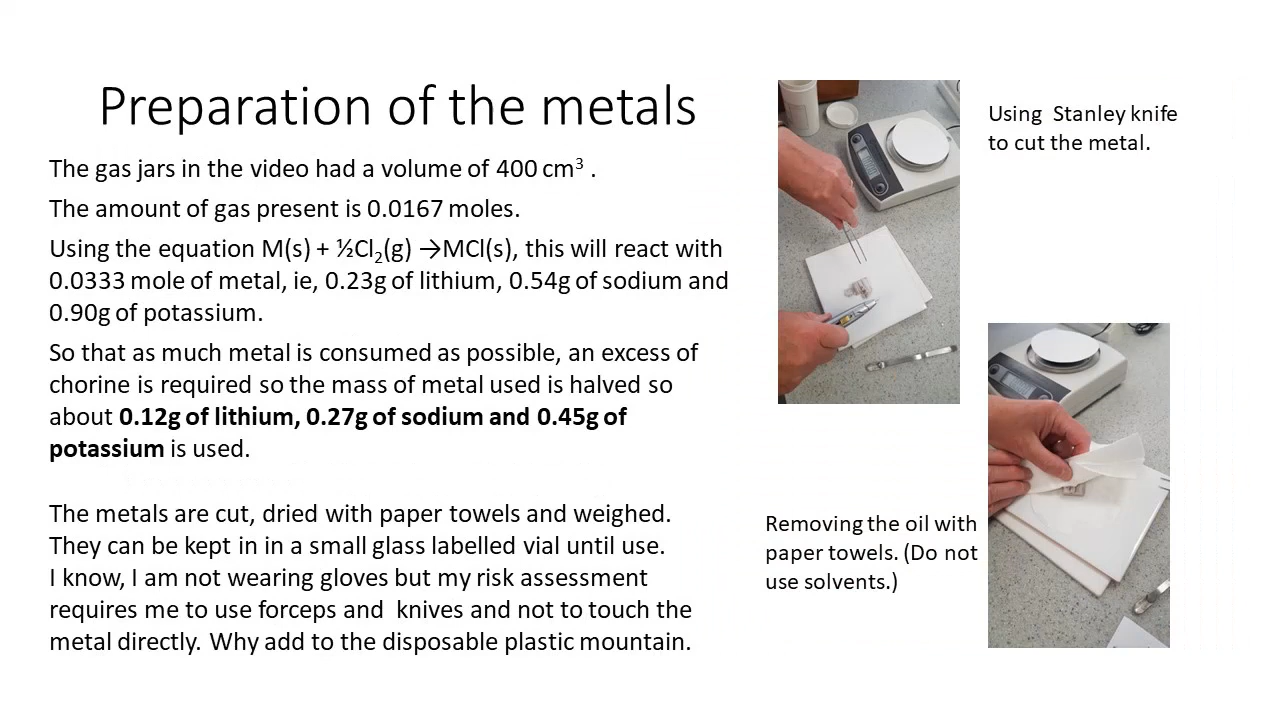 Preparation of the metals
The gas jars in the video had a volume of 400 cm³ .
The amount of gas present is 0.0167 moles.
Using the equation M(s) + ½Cl₂(g) →MCl(s), this will react with
0.0333 mole of metal, ie, 0.23g of lithium, 0.54g of sodium and
0.90g of potassium.
So that as much metal is consumed as possible, an excess of
chorine is required so the mass of metal used is halved so
about 0.12g of lithium, 0.27g of sodium and 0.45g of
potassium is used.
The metals are cut, dried with paper towels and weighed.
They can be kept in in a small glass labelled vial until use.
I know, I am not wearing gloves but my risk assessment
requires me to use forceps and  knives and not to touch the
metal directly. Why add to the disposable plastic mountain.
Using  Stanley knife
to cut the metal.
Removing the oil with
paper towels. (Do not
use solvents.)